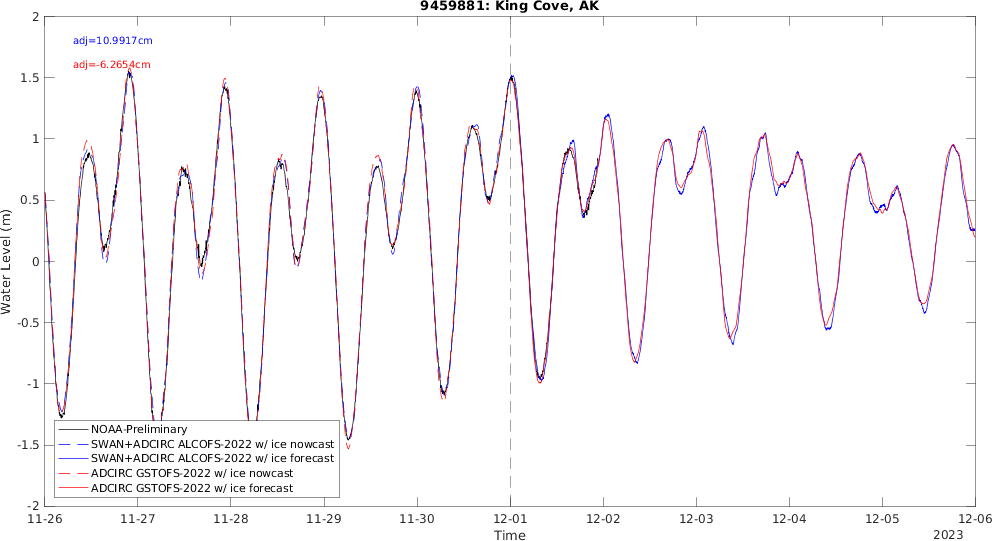 9459881: King Cove, AK
adj=10.9917cm
adj=-6.2654cm
Water Level (m)
2
1.5
1
0.5
0
-0.5
-1
-1.5
-2
NOAA-Preliminary
SWAN+ADCIRC ALCOFS-2022 w/ ice nowcast
SWAN+ADCIRC ALCOFS-2022 w/ ice forecast
ADCIRC GSTOFS-2022 w/ ice nowcast
ADCIRC GSTOFS-2022 w/ ice forecast
11-26 11-27 11-28 11-29 11-30 12-01 12-02 12-03 12-04 12-05 12-06
Time
2023